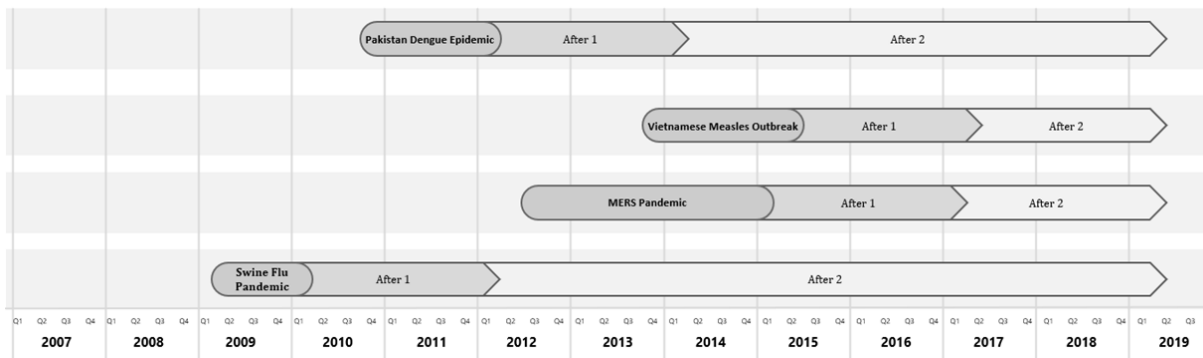 Pakistan Dengue Epidemic After 1 After 2
Vietnamese Measles Outbreak After 1 After 2
MERS Pandemic After 1 After 2
Swine Flu
Pandemic After 1 After 2
Q1 Q2 Q3 Q4 Q1 Q2 Q3 Q4 Q1 Q2 Q3 Q4 Q1 Q2 Q3 Q4 Q1 Q2 Q3 Q4 Q1 Q2 Q3 Q4 Q1 Q2 Q3 Q4 Q1 Q2 Q3 Q4 Q1 Q2 Q3 Q4 Q1 Q2 Q3 Q4 Q1 Q2 Q3 Q4 Q1 Q2 Q3 Q4 Q1 Q2 Q3
2007 2008 2009 2010 2011 2012 2013 2014 2015 2016 2017 2018 2019